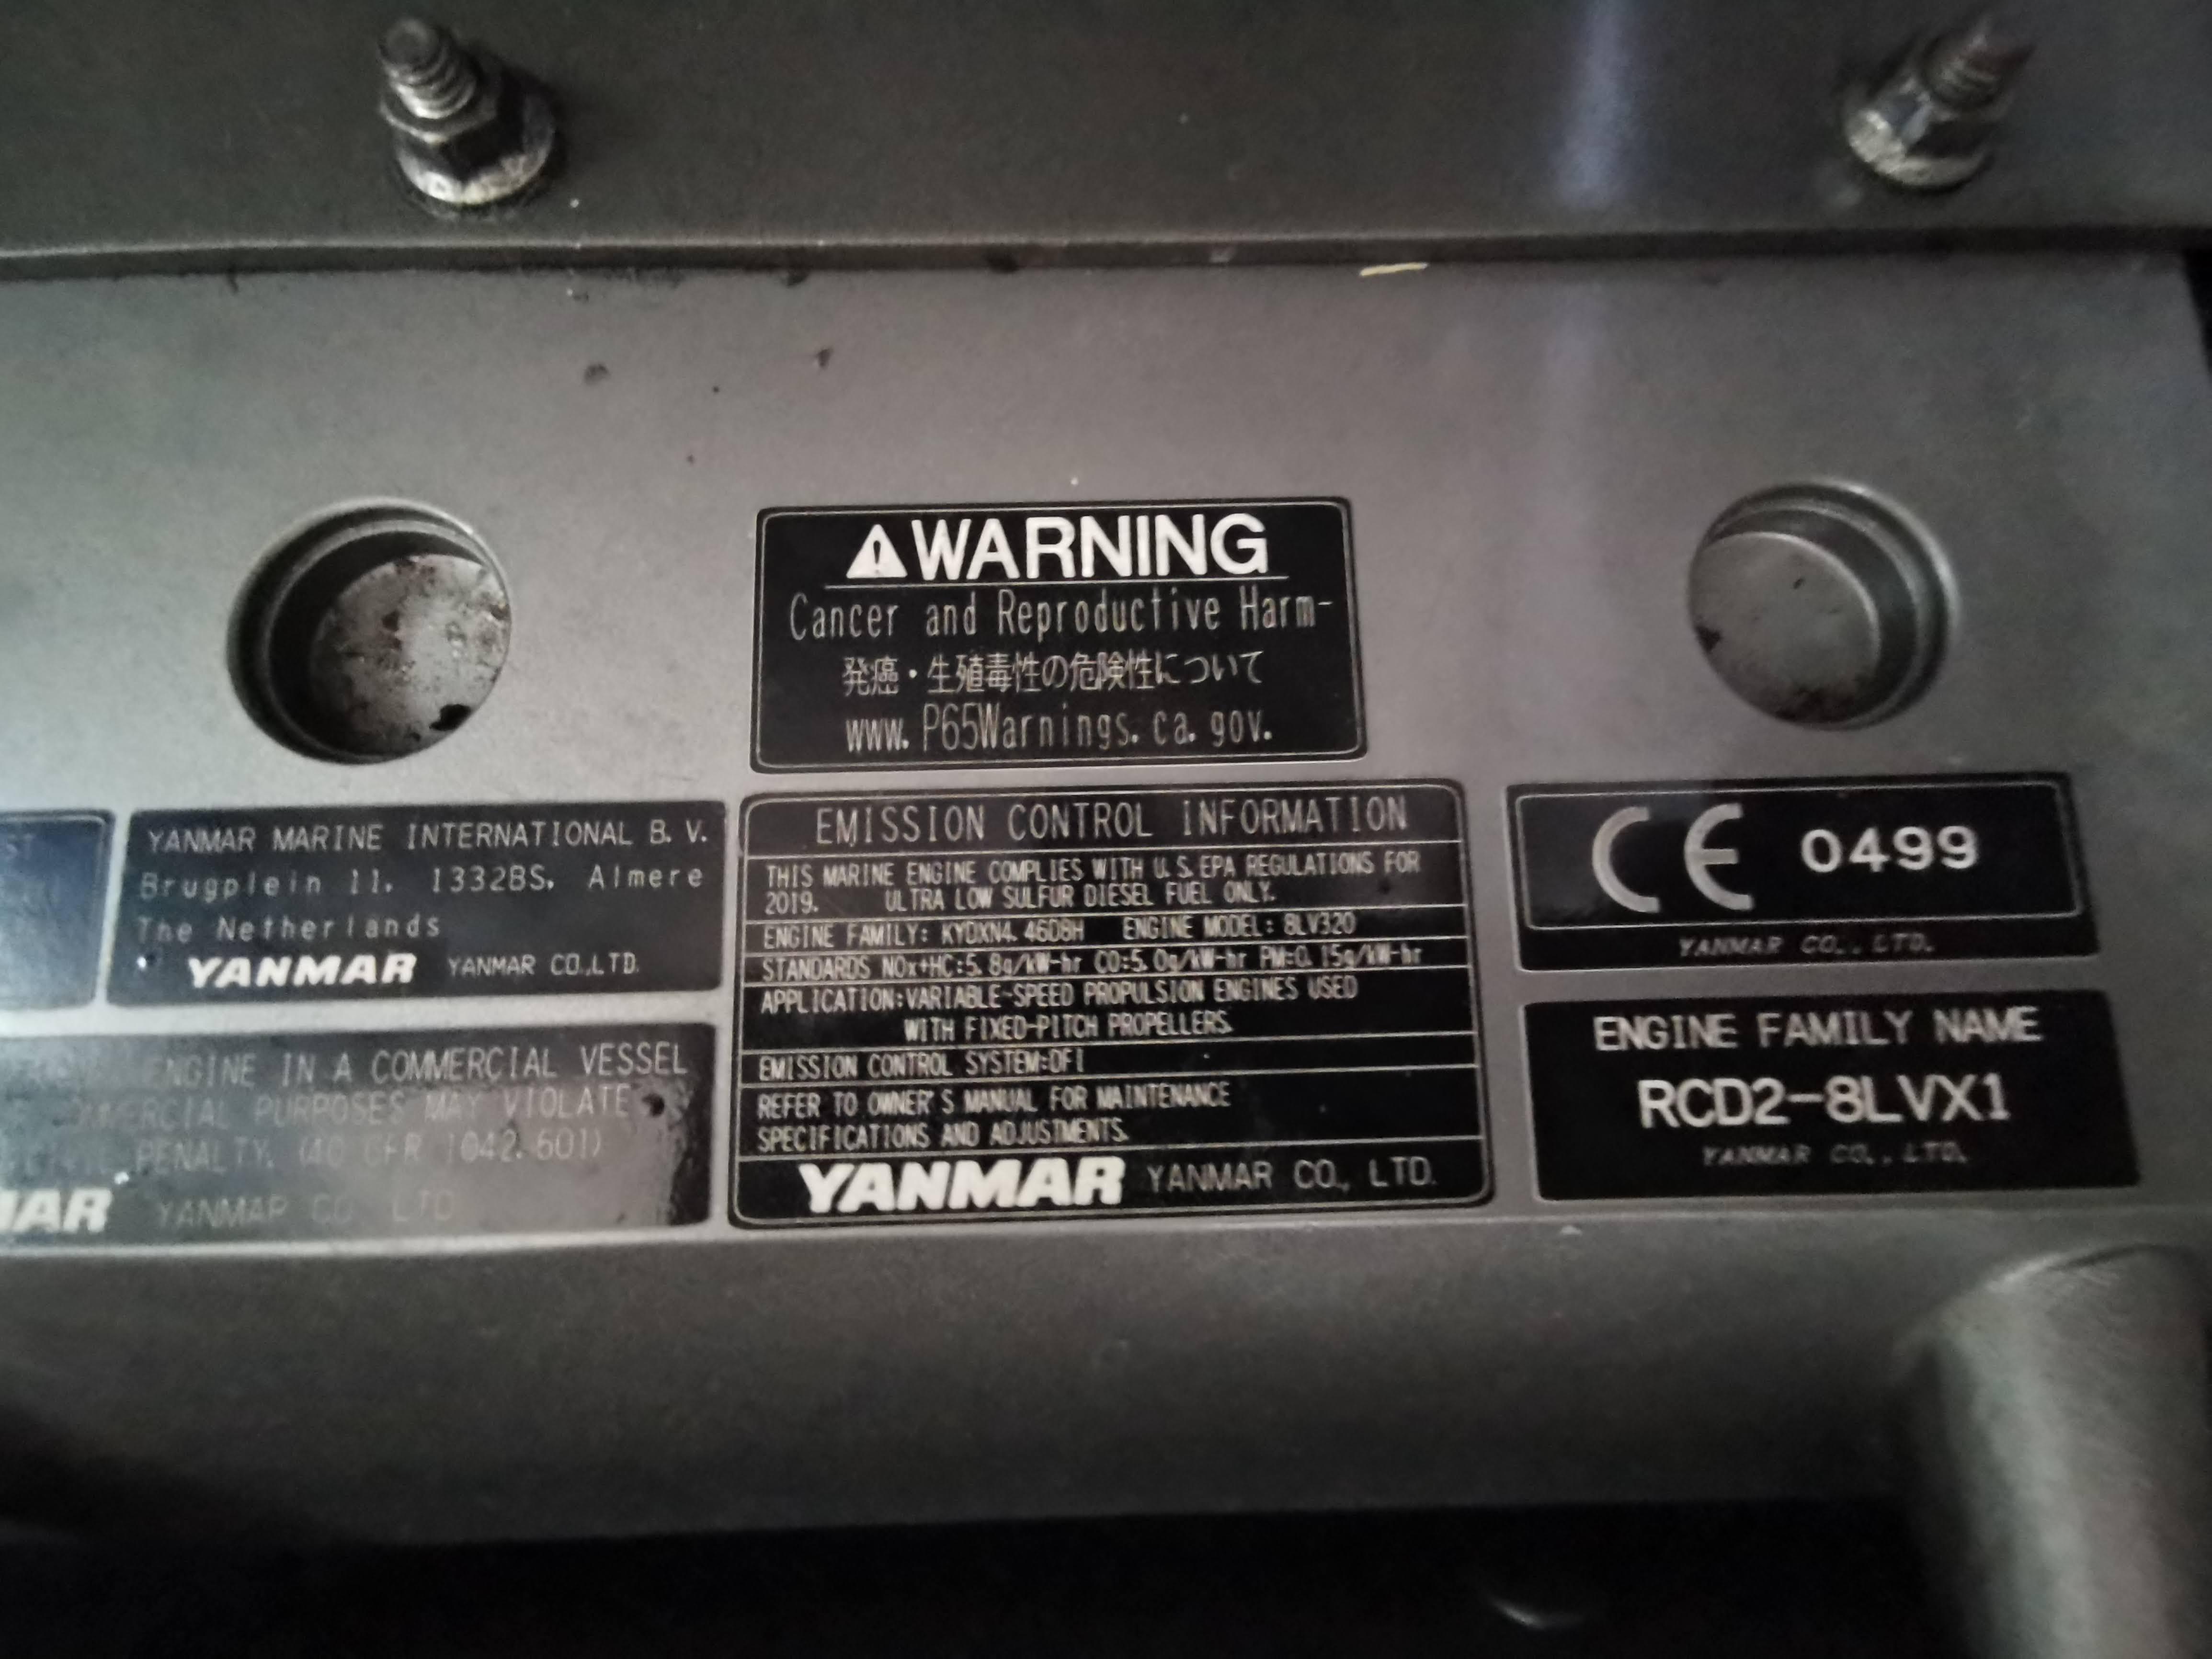 WARNING
Cancer and Reproductive Harm-
発癌・生殖毒性の危険性について
www.P65Warnings.ca.gov.
YANMAR MARINE INTERNATIONAL B.V.
Brugplein 11, 1332BS, Almere
The Netherlands
YANMAR YANMAR CO.,LTD.
ENGINE IN A COMMERCIAL VESSEL
COMMERCIAL PURPOSES MAY VIOLATE
PENALTY. (40 CFR 1042.601)
MAR YANMAR CO LTD
EMISSION CONTROL INFORMATION
THIS MARINE ENGINE COMPLIES WITH U.S.EPA REGULATIONS FOR
2019. ULTRA LOW SULFUR DIESEL FUEL ONLY.
ENGINE FAMILY: KYDXN4.46D8H ENGINE MODEL: 8LV320
STANDARDS NOx+HC:5.8g/kW-hr CO:5.0g/kW-hr PM:0.15g/kW-hr
APPLICATION:VARIABLE-SPEED PROPULSION ENGINES USED
WITH FIXED-PITCH PROPELLERS.
EMISSION CONTROL SYSTEM:DFI
REFER TO OWNER'S MANUAL FOR MAINTENANCE
SPECIFICATIONS AND ADJUSTMENTS.
YANMAR YANMAR CO., LTD.
CE 0499
YANMAR CO., LTD.
ENGINE FAMILY NAME
RCD2-8LVX1
YANMAR CO., LTD.